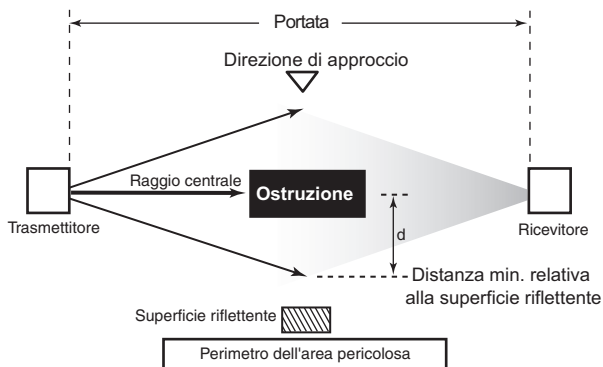 Portata
Direzione di approccio
Raggio centrale
Ostruzione
Trasmettitore
d
Ricevitore
Distanza min. relativa
alla superficie riflettente
Superficie riflettente
Perimetro dell'area pericolosa